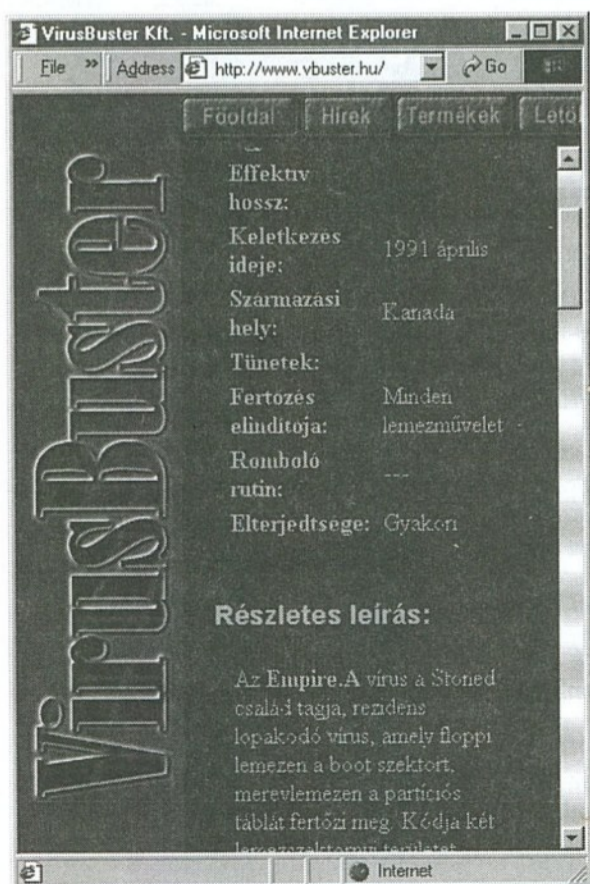 VirusBuster Kft. - Microsoft Internet Explorer
File » Address http://www.vbuster.hu/ Go
Főoldal Hírek Termékek Letöl
VirusBuster
Effektív
hossz:
Keletkezés
ideje: 1991 április
Származási
hely: Kanada
Tünetek:
Fertőzés Minden
elindítója: lemezművelet -
Romboló
rutin: ---
Elterjedtsége: Gyakori
Részletes leírás:
Az Empire.A vírus a Stoned
család tagja, rezidens
lopakodó vírus, amely floppi
lemezen a boot szektort,
merevlemezen a partíciós
táblát fertőzi meg. Kódja két
lemezszektornyi területet
Internet